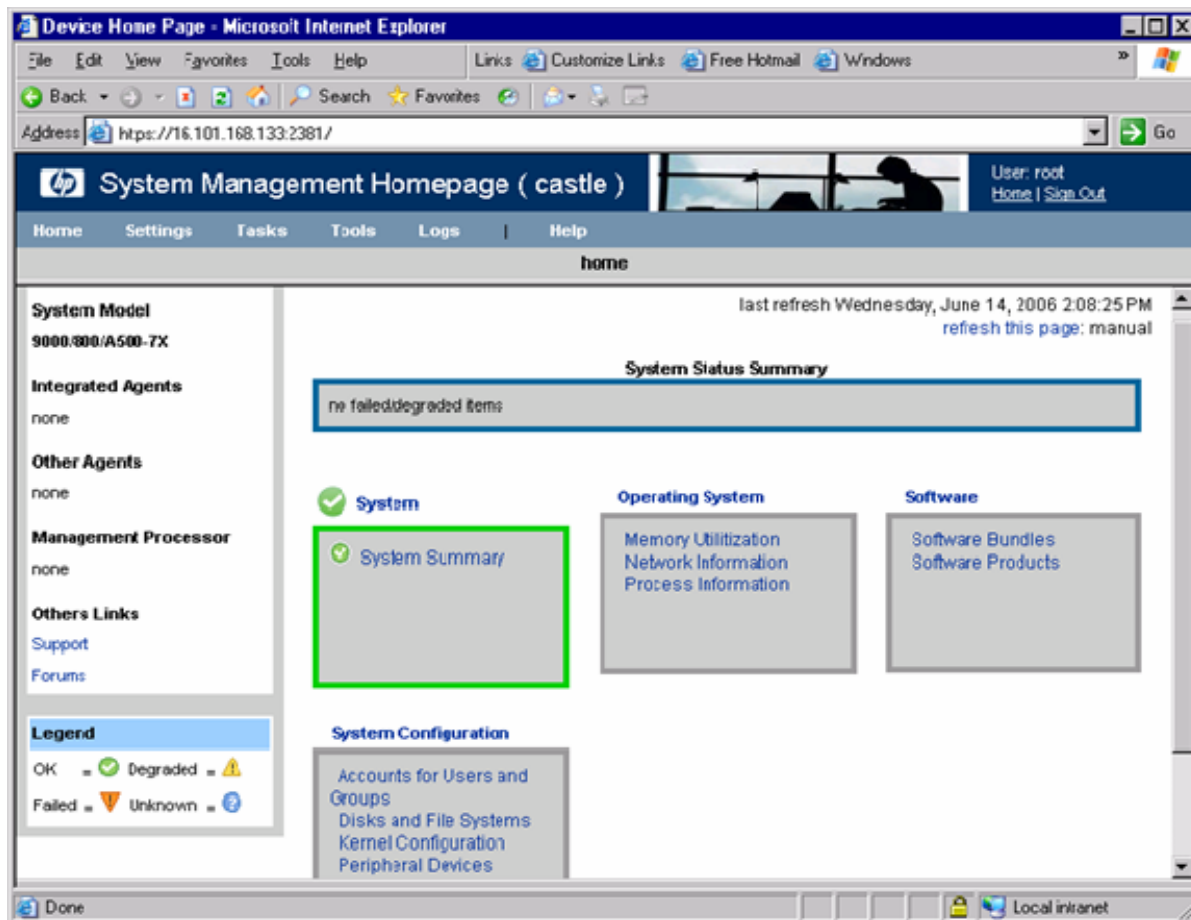 Device Home Page - Microsoft Internet Explorer
File Edit View Favorites Tools Help Links Customize Links Free Hotmail Windows »
Back Search Favorites
Address https://16.101.168.133:2381/ Go
hp System Management Homepage ( castle ) User: root
Home | Sign Out
Home Settings Tasks Tools Logs | Help
home
System Model
9000/800/A500-7X
Integrated Agents
none
Other Agents
none
Management Processor
none
Others Links
Support
Forums
Legend
OK = Degraded =
Failed = Unknown =
last refresh Wednesday, June 14, 2006 2:08:25 PM
refresh this page: manual
System Status Summary
no failed/degraded items
System
System Summary
Operating System
Memory Utilitization
Network Information
Process Information
Software
Software Bundles
Software Products
System Configuration
Accounts for Users and
Groups
Disks and File Systems
Kernel Configuration
Peripheral Devices
Done Local intranet